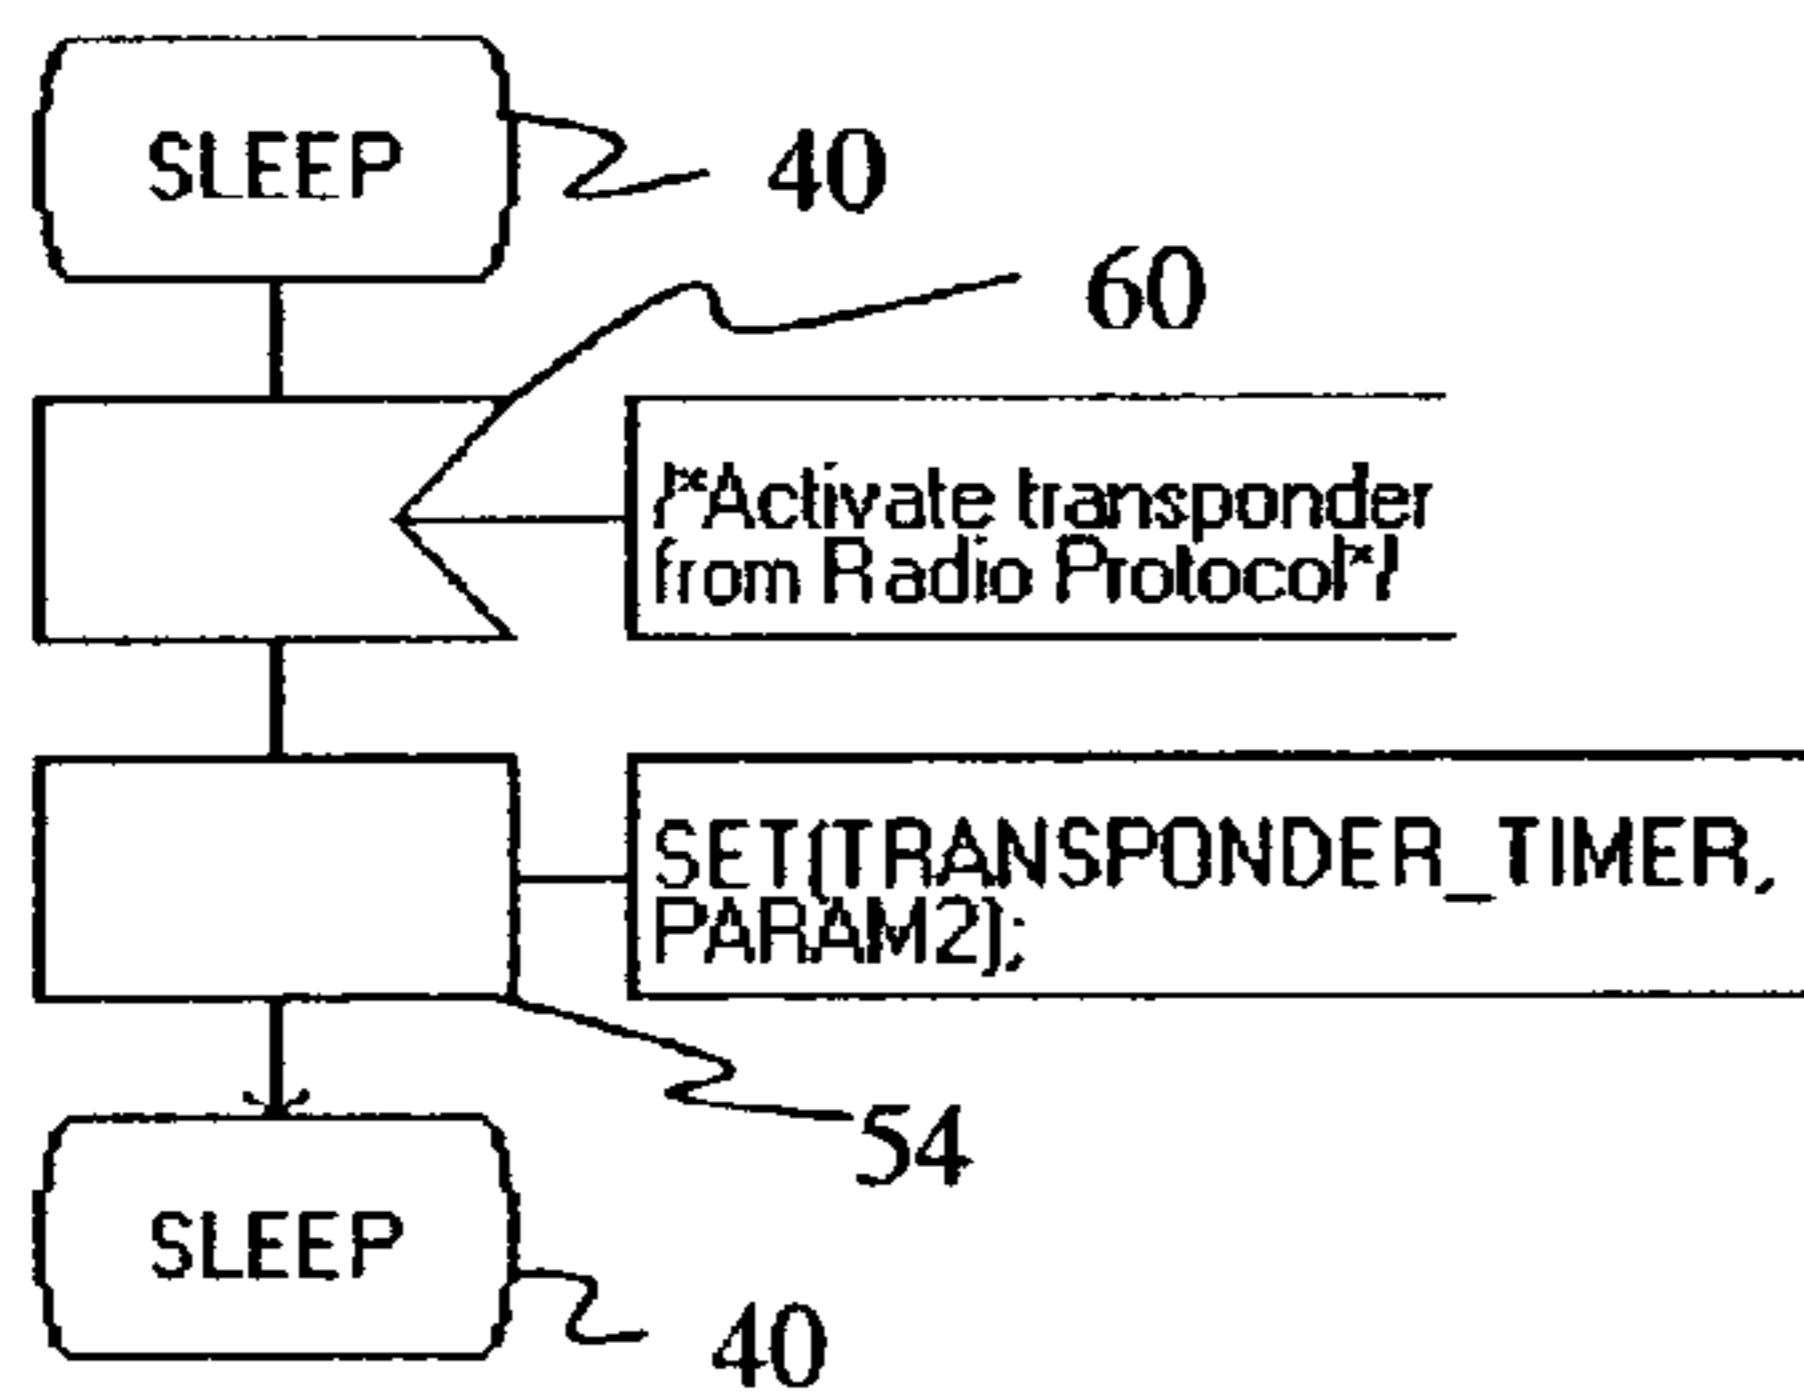 SLEEP
40
60
/*Activate transponder
from Radio Protocol*/
SET(TRANSPONDER_TIMER,
PARAM2);
54
SLEEP
40